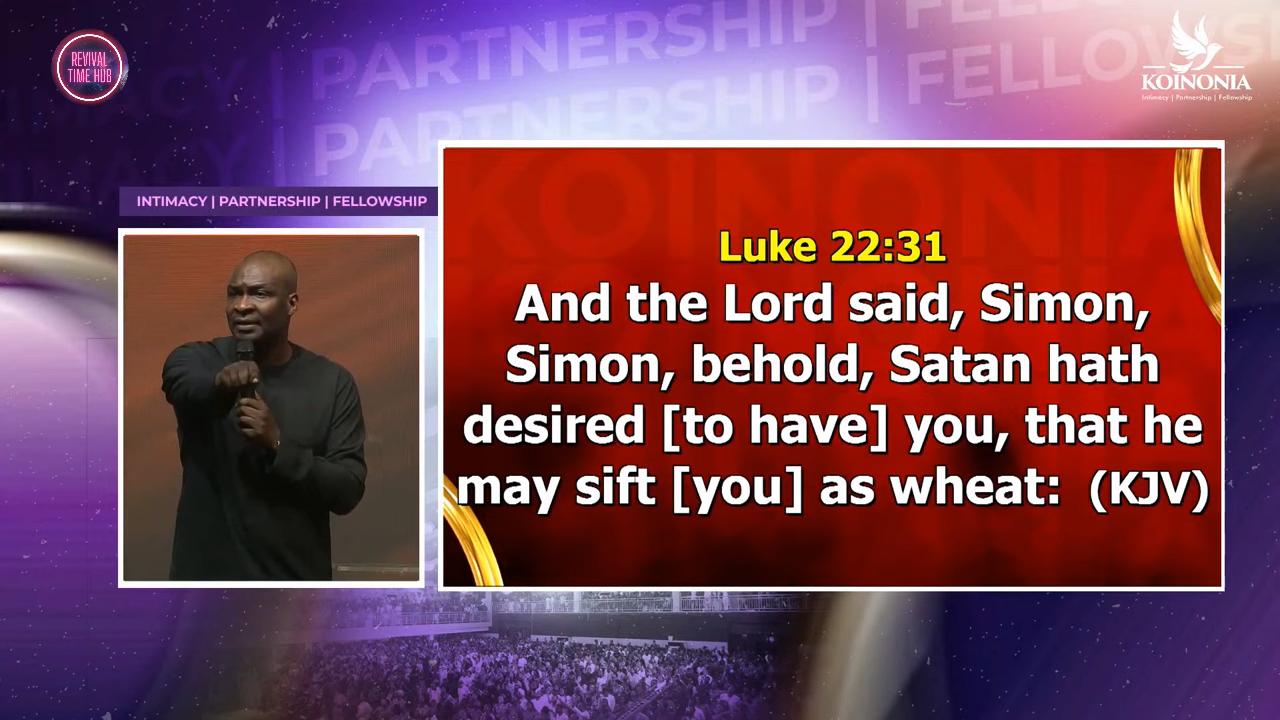 PARTNERSHIP | FELLOWSHIP
PARTNERSHIP | FELLOWSHIP
REVIVAL
TIME HUB
KOINONIA
Intimacy | Partnership | Fellowship
INTIMACY | PARTNERSHIP | FELLOWSHIP
KOINONIA
Luke 22:31
And the Lord said, Simon,
Simon, behold, Satan hath
desired [to have] you, that he
may sift [you] as wheat: (KJV)